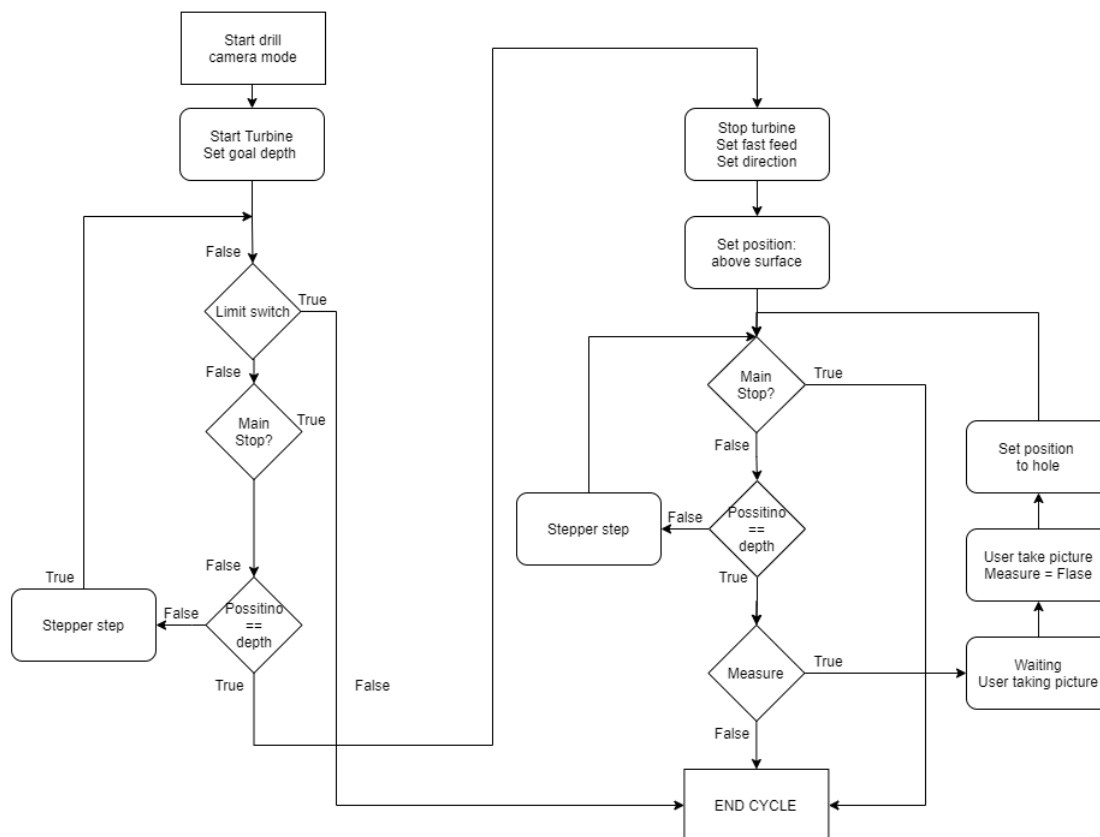 Start drill
camera mode
Start Turbine
Set goal depth
False
Limit switch
True
False
Main
Stop?
True
False
Possitino
==
depth
False
True
Stepper step
True
False
Stop turbine
Set fast feed
Set direction
Set position:
above surface
Main
Stop?
True
False
Possitino
==
depth
False
Stepper step
True
Measure
True
False
Waiting
User taking picture
User take picture
Measure = Flase
Set position
to hole
END CYCLE